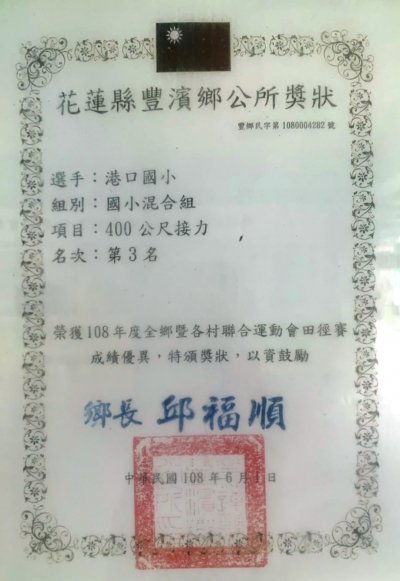 花蓮縣豐濱鄉公所獎狀
豐鄉民字第1080004282號
選手：港口國小
組別：國小混合組
項目：400公尺接力
名次：第3名
榮獲108年度全鄉暨各村聯合運動會田徑賽
成績優異，特頒獎狀，以資鼓勵
鄉長 邱福順
中華民國108年6月1日